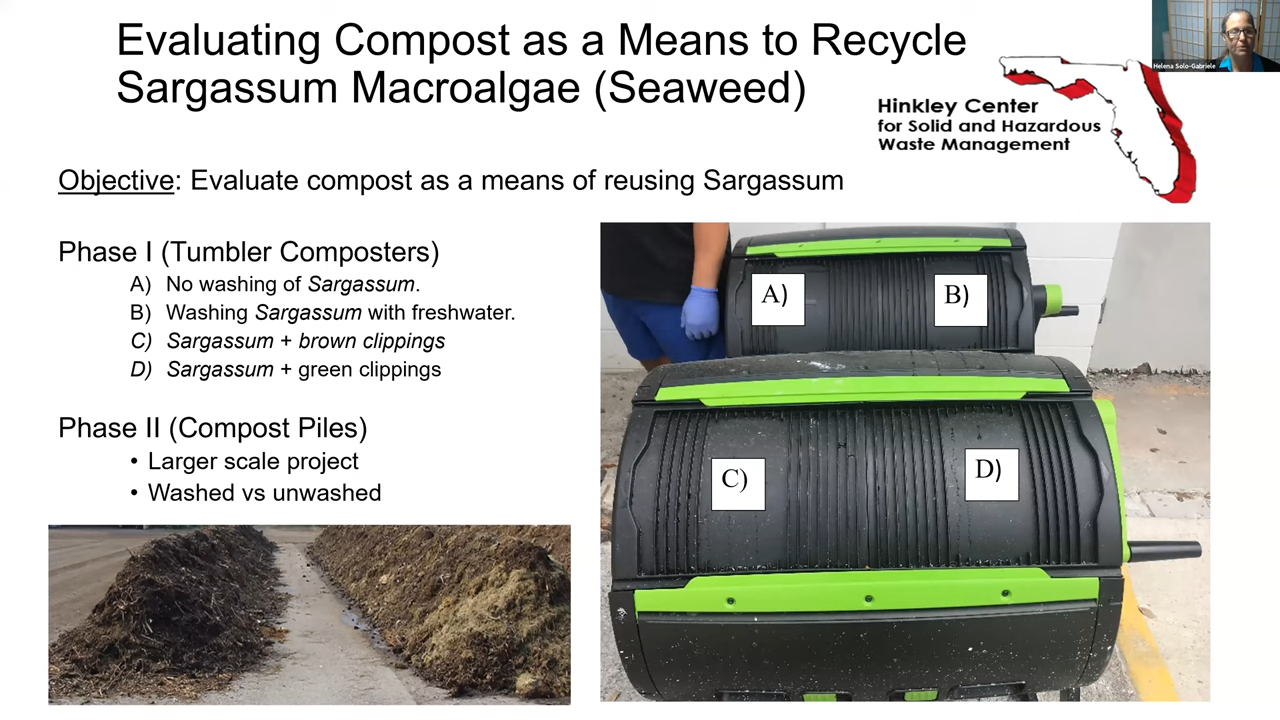 Evaluating Compost as a Means to Recycle
Sargassum Macroalgae (Seaweed)
Helena Solo-Gabriele
Hinkley Center
for Solid and Hazardous
Waste Management
Objective: Evaluate compost as a means of reusing Sargassum
Phase I (Tumbler Composters)
A) No washing of Sargassum.
B) Washing Sargassum with freshwater.
C) Sargassum + brown clippings
D) Sargassum + green clippings
Phase II (Compost Piles)
• Larger scale project
• Washed vs unwashed
A)
B)
C)
D)